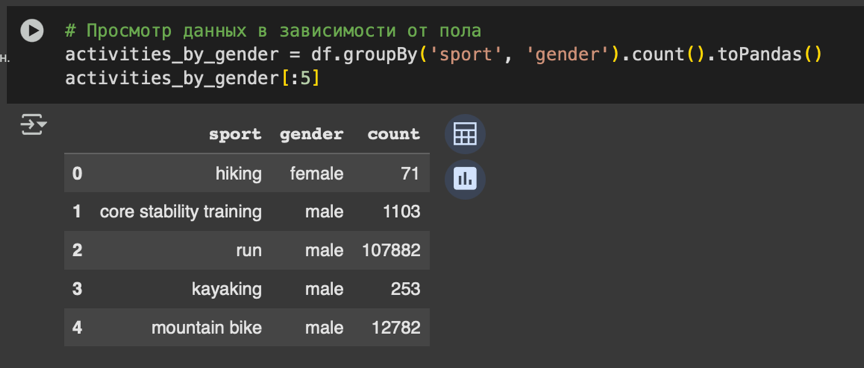 # Просмотр данных в зависимости от пола
н.
activities_by_gender = df.groupBy('sport', 'gender').count().toPandas()
activities_by_gender[:5]
sport gender count
0 hiking female 71
1 core stability training male 1103
2 run male 107882
3 kayaking male 253
4 mountain bike male 12782